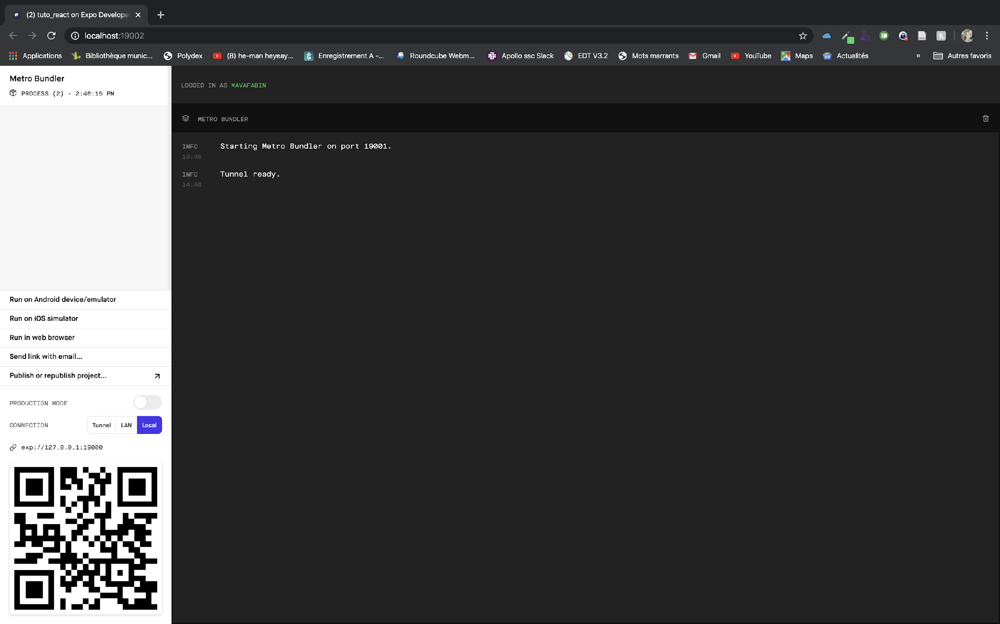 (2) tuto_react on Expo Developer
localhost:19002
Applications
Bibliothèque munic...
Polydex
(8) he-man heyeay...
Enregistrement A -...
Roundcube Webm...
Apollo ssc Slack
EDT V3.2
Mots marrants
Gmail
YouTube
Maps
Actualités
»
Autres favoris
Metro Bundler
PROCESS (2) - 2:46:15 PM
LOGGED IN AS MAVAFABIN
METRO BUNDLER
INFO Starting Metro Bundler on port 19001.
14:46
INFO Tunnel ready.
14:46
Run on Android device/emulator
Run on iOS simulator
Run in web browser
Send link with email...
Publish or republish project...
PRODUCTION MODE
CONNECTION Tunnel LAN Local
exp://127.0.0.1:19000